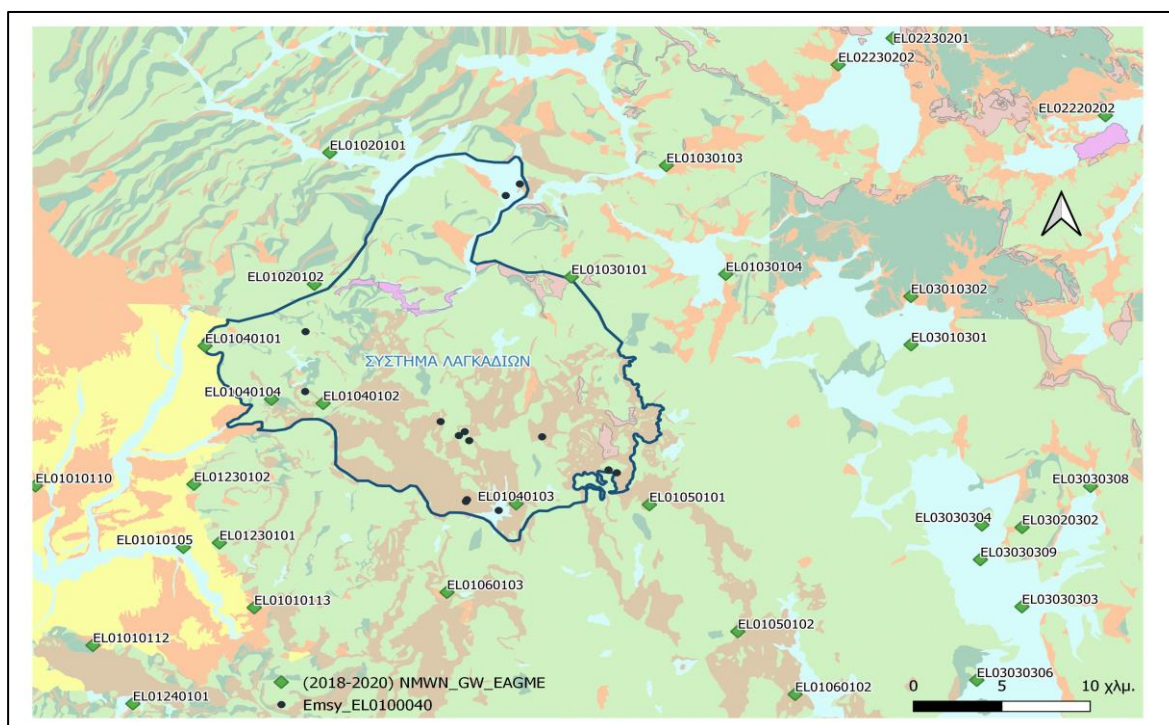 EL02230201
EL02230202
EL02220202
EL01020101
EL01030103
EL01020102
EL01030101
EL01030104
EL03010302
EL01040101
EL03010301
ΣΥΣΤΗΜΑ ΛΑΓΚΑΔΙΩΝ
EL01040104
EL01040102
EL01010110
EL01230102
EL01040103
EL01050101
EL03030308
EL03030304
EL03020302
EL01230101
EL01010105
EL03030309
EL01060103
EL01010113
EL03030303
EL01050102
EL01010112
EL03030306
(2018-2020) NMWN_GW_EAGME
EL01240101
Emsy_EL0100040
EL01060102
0 5 10 χλμ.